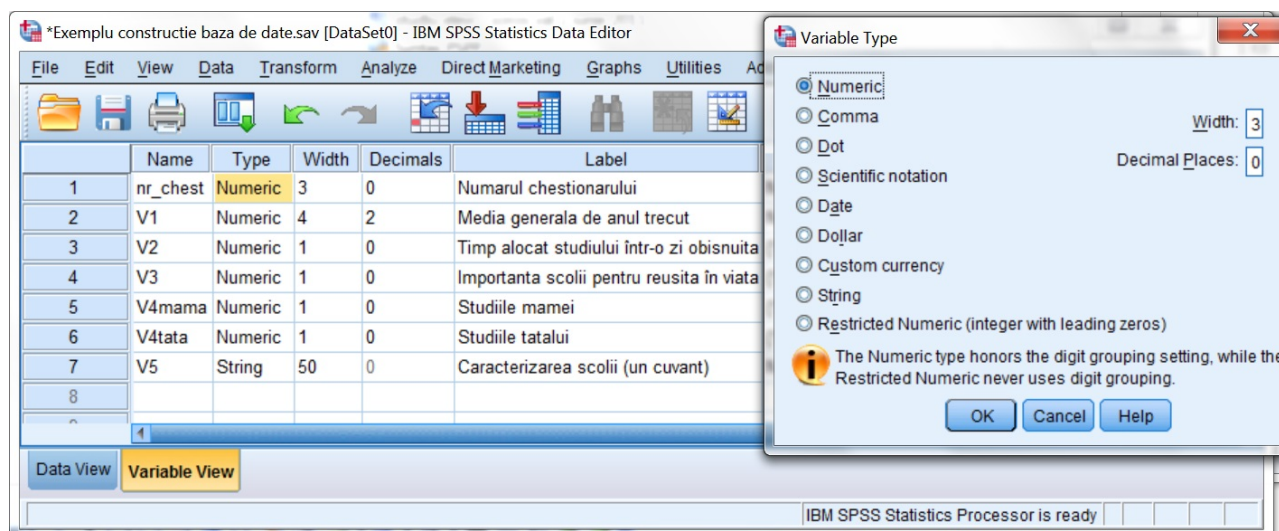 *Exemplu constructie baza de date.sav [DataSet0] - IBM SPSS Statistics Data Editor
File Edit View Data Transform Analyze Direct Marketing Graphs Utilities Ad
Name Type Width Decimals Label
1 nr_chest Numeric 3 0 Numarul chestionarului
2 V1 Numeric 4 2 Media generala de anul trecut
3 V2 Numeric 1 0 Timp alocat studiului într-o zi obisnuita
4 V3 Numeric 1 0 Importanta scolii pentru reusita în viata
5 V4mama Numeric 1 0 Studiile mamei
6 V4tata Numeric 1 0 Studiile tatalui
7 V5 String 50 0 Caracterizarea scolii (un cuvant)
8
Data View Variable View
IBM SPSS Statistics Processor is ready
Variable Type
Numeric
Comma
Width: 3
Dot
Decimal Places: 0
Scientific notation
Date
Dollar
Custom currency
String
Restricted Numeric (integer with leading zeros)
The Numeric type honors the digit grouping setting, while the
Restricted Numeric never uses digit grouping.
OK Cancel Help